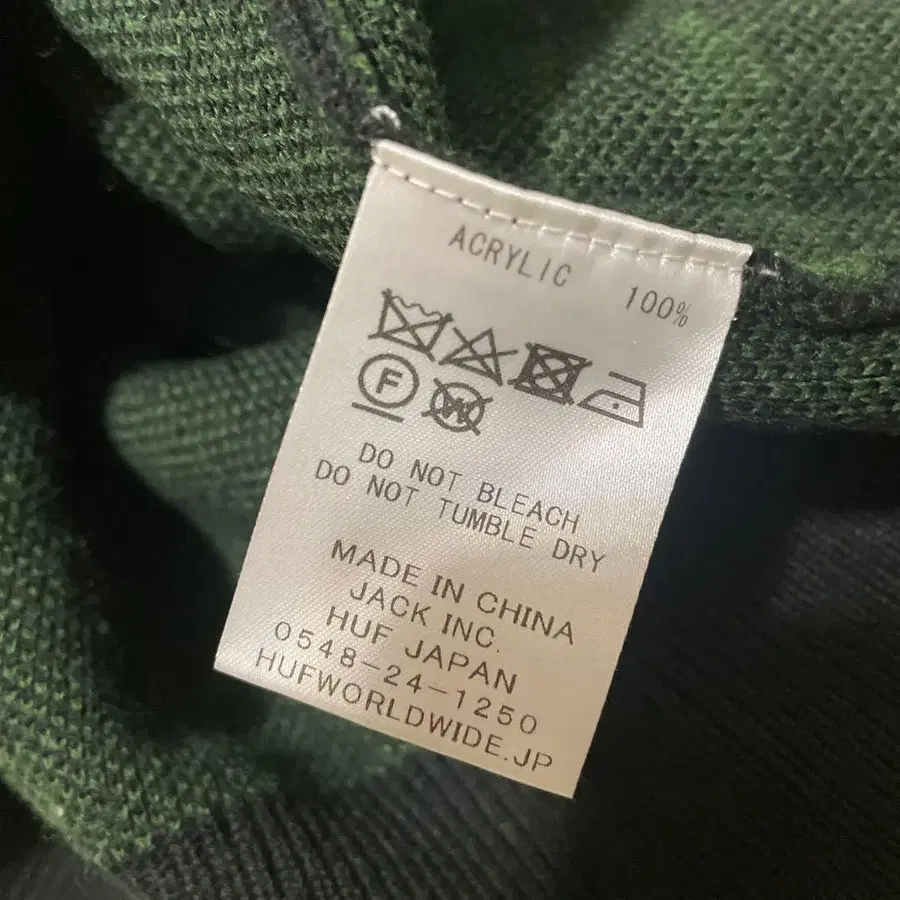 ACRYLIC 100%
F W
DO NOT BLEACH
DO NOT TUMBLE DRY
MADE IN CHINA
JACK INC.
HUF JAPAN
0548-24-1250
HUFWORLDWIDE.JP